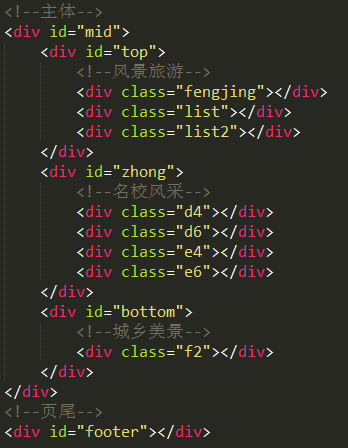 <!--主体-->
<div id="mid">
    <div id="top">
        <!--风景旅游-->
        <div class="fengjing"></div>
        <div class="list"></div>
        <div class="list2"></div>
    </div>
    <div id="zhong">
        <!--名校风采-->
        <div class="d4"></div>
        <div class="d6"></div>
        <div class="e4"></div>
        <div class="e6"></div>
    </div>
    <div id="bottom">
        <!--城乡美景-->
        <div class="f2"></div>
    </div>
</div>
<!--页尾-->
<div id="footer"></div>